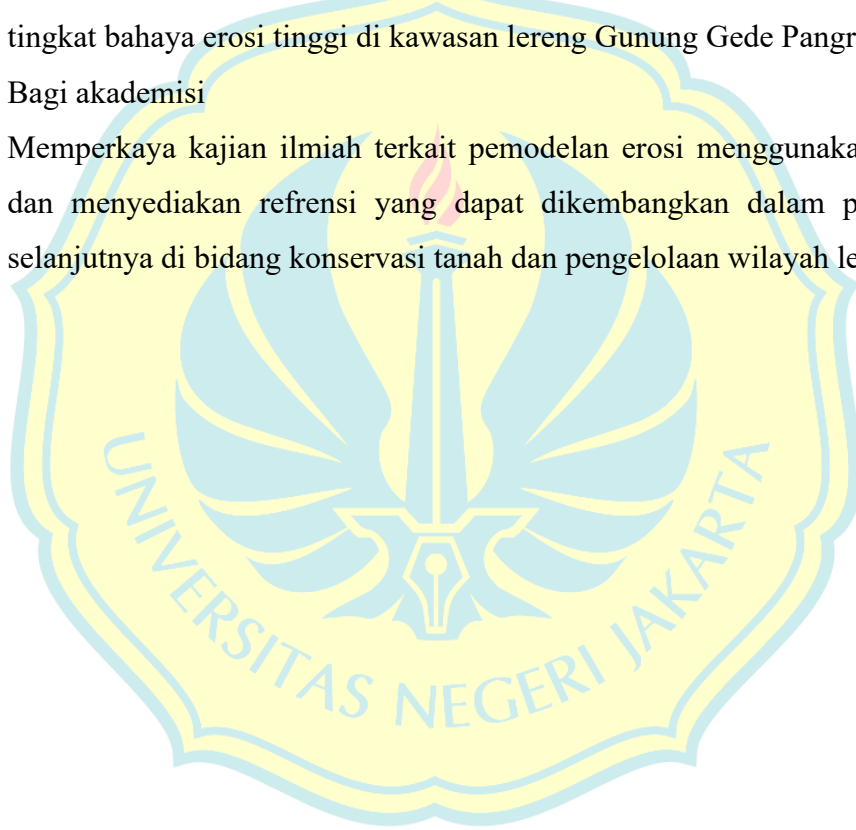 tingkat bahaya erosi tinggi di kawasan lereng Gunung Gede Pangr
Bagi akademisi
Memperkaya kajian ilmiah terkait pemodelan erosi menggunaka
dan menyediakan refrensi yang dapat dikembangkan dalam p
selanjutnya di bidang konservasi tanah dan pengelolaan wilayah le
UNIVERSITAS NEGERI JAKARTA